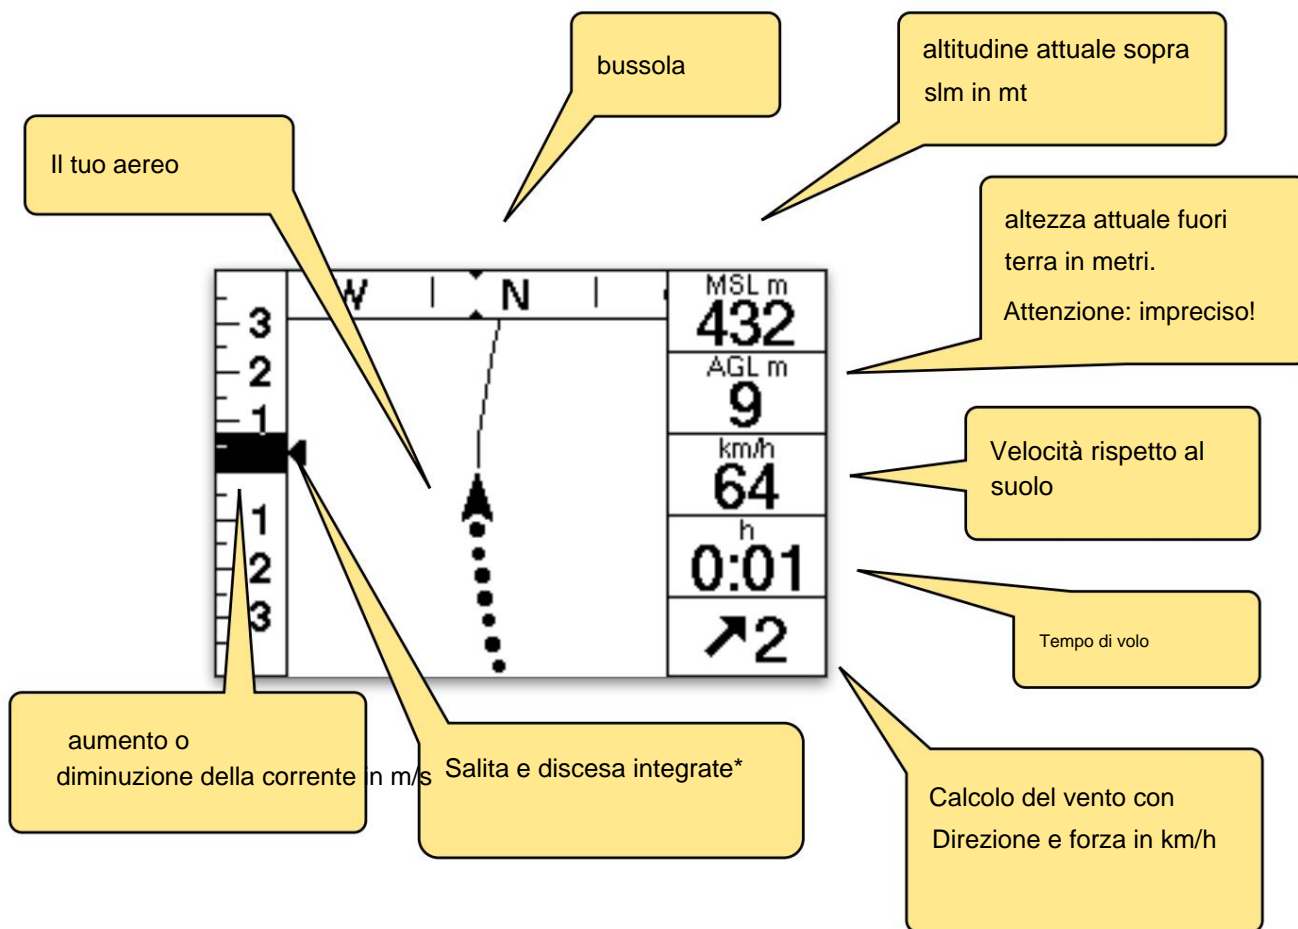 bussola
altitudine attuale sopra
slm in mt
Il tuo aereo
altezza attuale fuori
terra in metri.
Attenzione: impreciso!
W N
3
2
1
1
2
3
MSL m
432
AGL m
9
km/h
64
h
0:01
2
Velocità rispetto al
suolo
Tempo di volo
aumento o
diminuzione della corrente in m/s
Salita e discesa integrate*
Calcolo del vento con
Direzione e forza in km/h